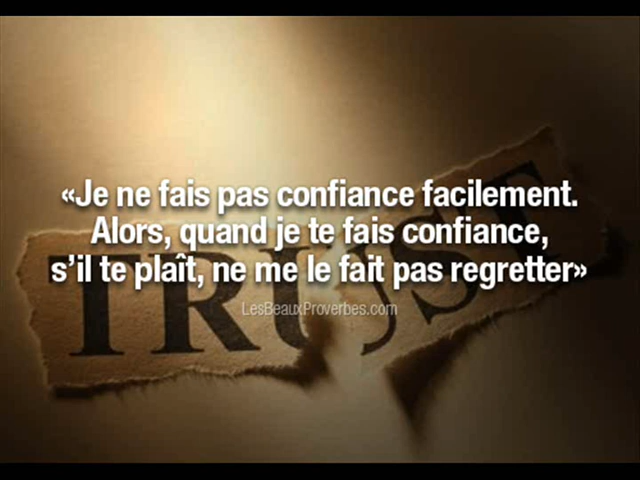 «Je ne fais pas confiance facilement.
Alors, quand je te fais confiance,
s'il te plaît, ne me le fait pas regretter»
LesBeauxProverbes.com
TRUST